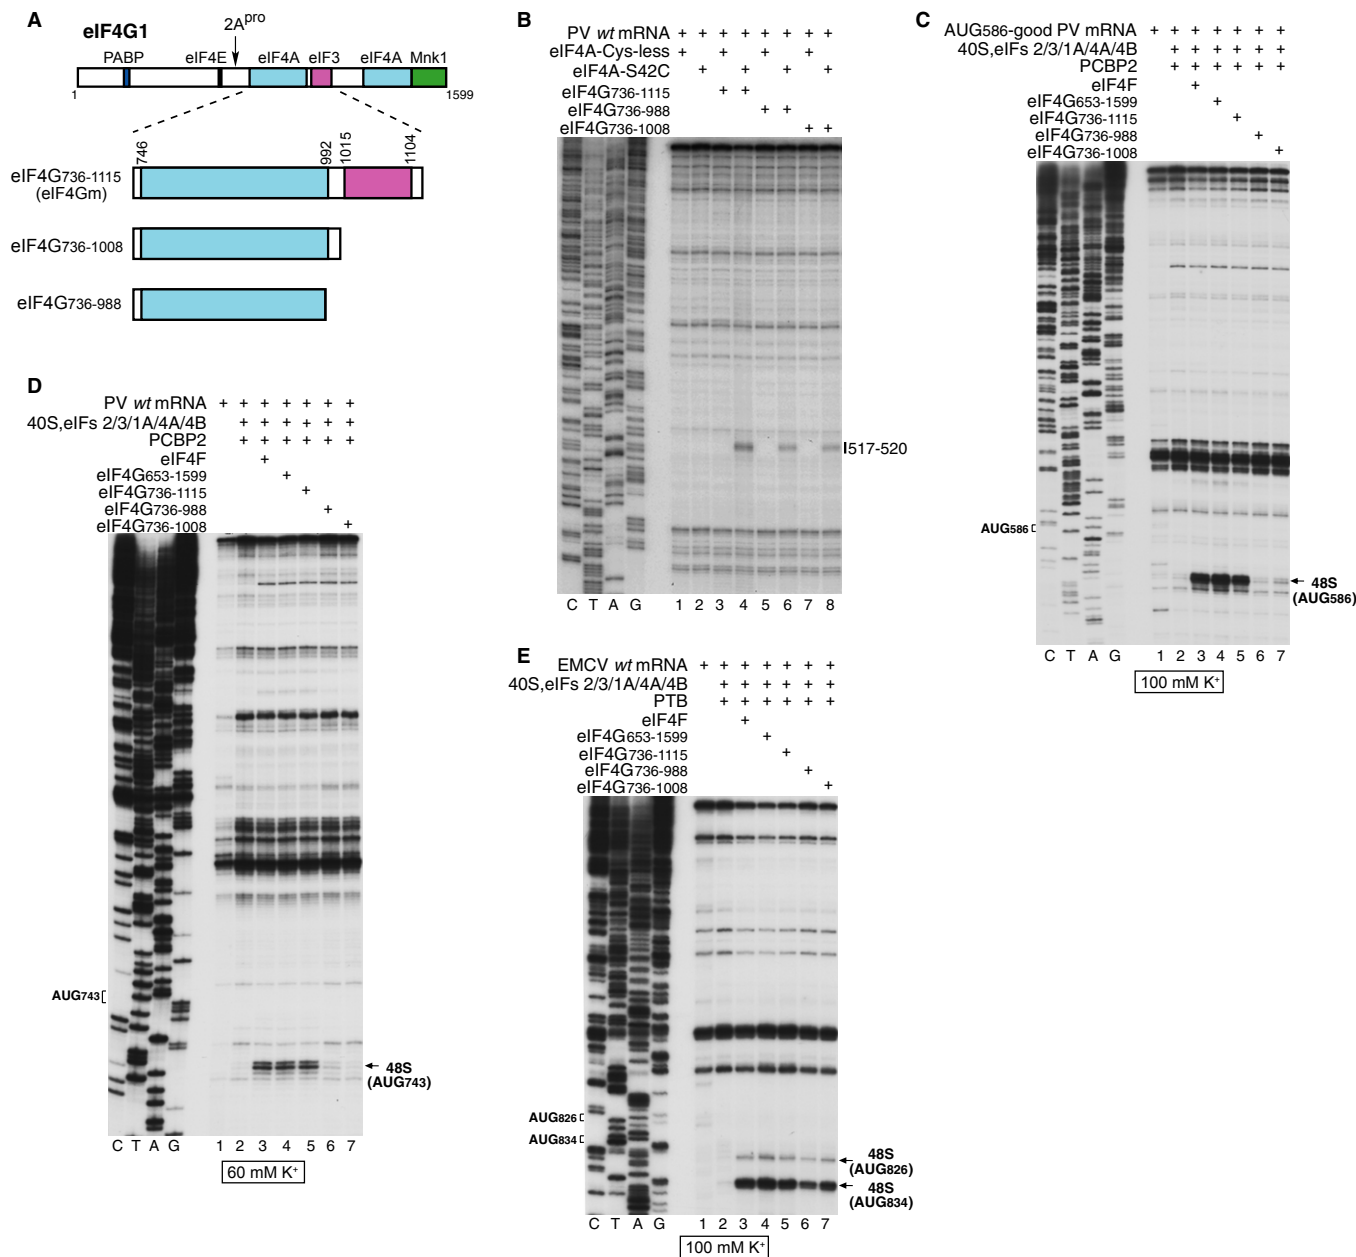 A
eIF4G1
2Apro
PABP
eIF4E
eIF4A
eIF3
eIF4A
Mnk1
1
1599
746
992
1015
1104
eIF4G736-1115
(eIF4Gm)
eIF4G736-1008
eIF4G736-988
B
PV wt mRNA + + + + + + + +
eIF4A-Cys-less + + + +
eIF4A-S42C + + + +
eIF4G736-1115 + +
eIF4G736-988 + +
eIF4G736-1008 + +
517-520
C T A G 1 2 3 4 5 6 7 8
C
AUG586-good PV mRNA + + + + + + +
40S,eIFs 2/3/1A/4A/4B + + + + + +
PCBP2 + + + + + +
eIF4F +
eIF4G653-1599 +
eIF4G736-1115 +
eIF4G736-988 +
eIF4G736-1008 +
AUG586
48S
(AUG586)
C T A G 1 2 3 4 5 6 7
100 mM K+
D
PV wt mRNA + + + + + + +
40S,eIFs 2/3/1A/4A/4B + + + + + +
PCBP2 + + + + + +
eIF4F +
eIF4G653-1599 +
eIF4G736-1115 +
eIF4G736-988 +
eIF4G736-1008 +
AUG743
48S
(AUG743)
C T A G 1 2 3 4 5 6 7
60 mM K+
E
EMCV wt mRNA + + + + + + +
40S,eIFs 2/3/1A/4A/4B + + + + + +
PTB + + + + + +
eIF4F +
eIF4G653-1599 +
eIF4G736-1115 +
eIF4G736-988 +
eIF4G736-1008 +
AUG826
AUG834
48S
(AUG826)
48S
(AUG834)
C T A G 1 2 3 4 5 6 7
100 mM K+